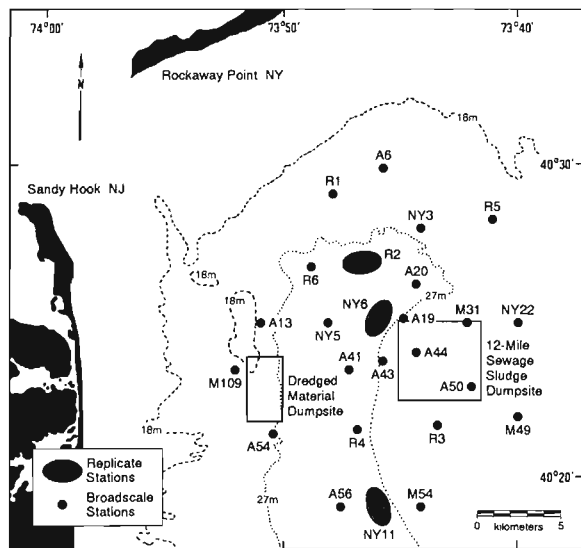 74°00'
73°50'
73°40'
Rockaway Point NY
N
18m
A6
40°30'
Sandy Hook NJ
R1
R5
NY3
R2
R6
A20
18m
27m
18m
NY6
A13
NY5
A19
M31
NY22
A44
12-Mile
Sewage
Sludge
Dumpsite
M109
A41
A43
A50
Dredged
Material
Dumpsite
18m
A54
R4
R3
M49
40°20'
Replicate
Stations
Broadscale
Stations
27m
A56
NY11
M54
0
5
kilometers